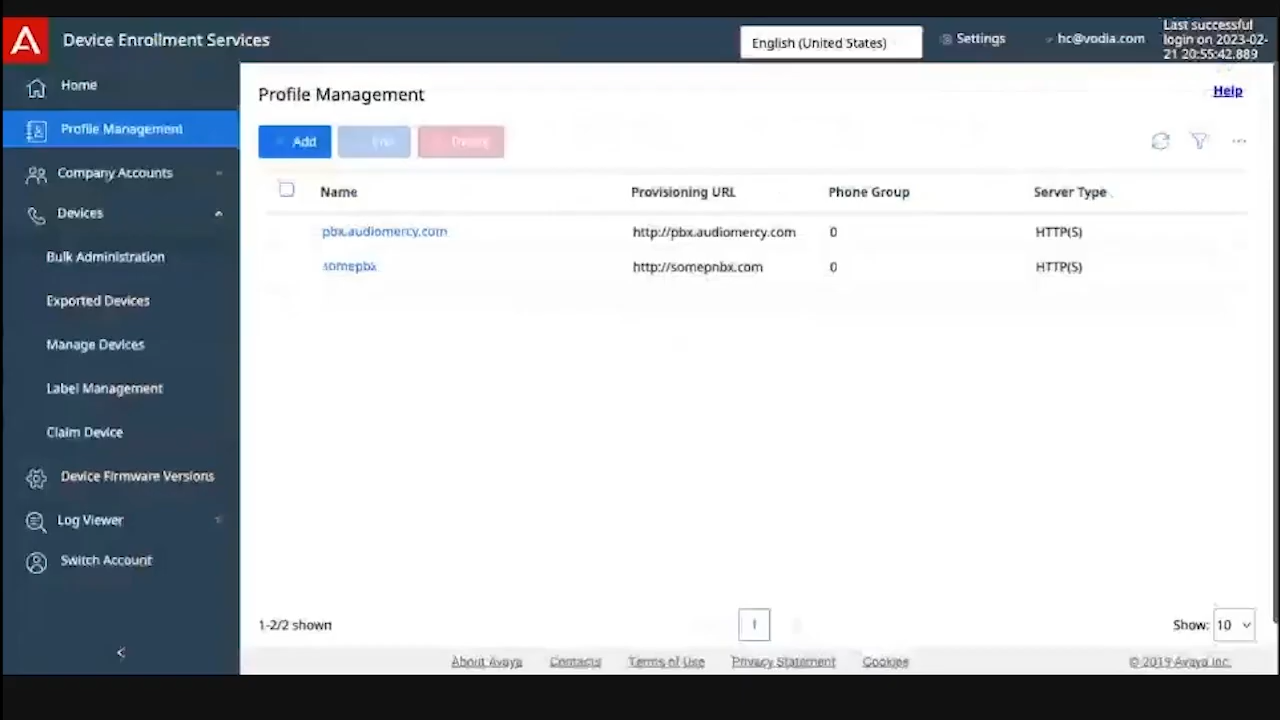 Device Enrollment Services
English (United States)
Settings
hc@vodia.com
Last successful
login on 2023-02-
21 20:55:42.889
Home
Profile Management
Company Accounts
Devices
Bulk Administration
Exported Devices
Manage Devices
Label Management
Claim Device
Device Firmware Versions
Log Viewer
Switch Account
<
Profile Management
Help
Add
Edit
Delete
Name Provisioning URL Phone Group Server Type
pbx.audiomercy.com http://pbx.audiomercy.com 0 HTTP(S)
somepbx http://somepnbx.com 0 HTTP(S)
1-2/2 shown
1
Show: 10
About Avaya Contacts Terms of Use Privacy Statement Cookies
© 2019 Avaya Inc.